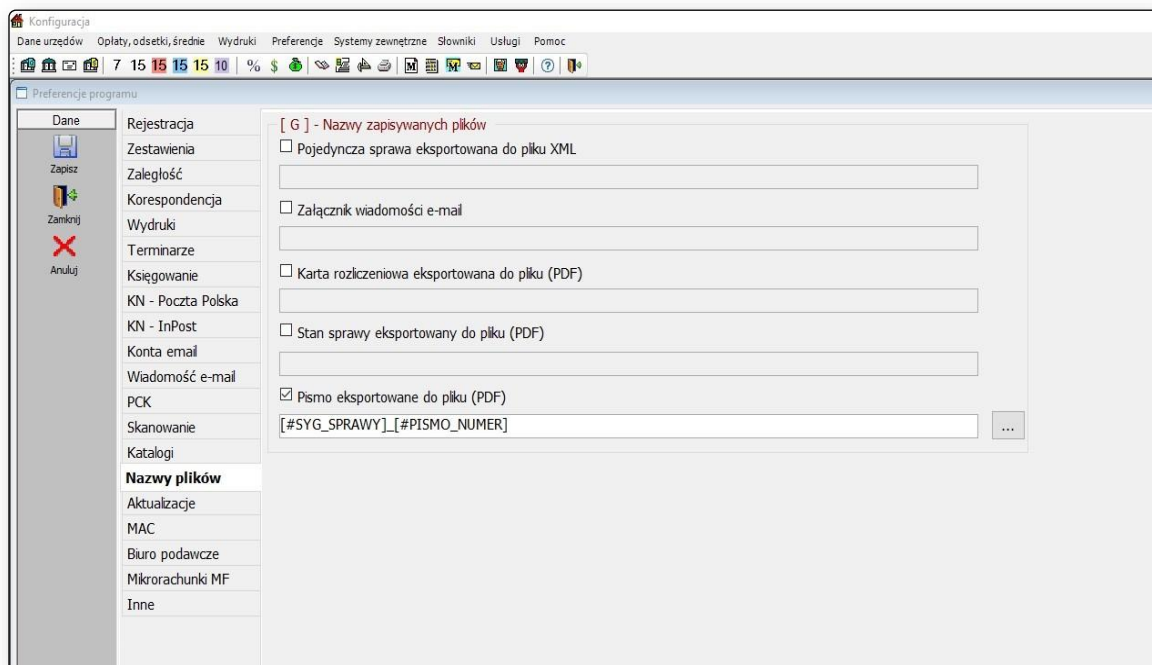 Konfiguracja
Dane urzędów Opłaty, odsetki, średnie Wydruki Preferencje Systemy zewnętrzne Słowniki Usługi Pomoc
7 15 15 15 15 10 % $
Preferencje programu
Dane
Zapisz
Zamknij
Anuluj
Rejestracja
Zestawienia
Zaległość
Korespondencja
Wydruki
Terminarze
Księgowanie
KN - Poczta Polska
KN - InPost
Konta email
Wiadomość e-mail
PCK
Skanowanie
Katalogi
Nazwy plików
Aktualizacje
MAC
Biuro podawcze
Mikrorachunki MF
Inne
[ G ] - Nazwy zapisywanych plików
Pojedyncza sprawa eksportowana do pliku XML
Załącznik wiadomości e-mail
Karta rozliczeniowa eksportowana do pliku (PDF)
Stan sprawy eksportowany do pliku (PDF)
Pismo eksportowane do pliku (PDF)
[#SYG_SPRAWY]_[#PISMO_NUMER]
...